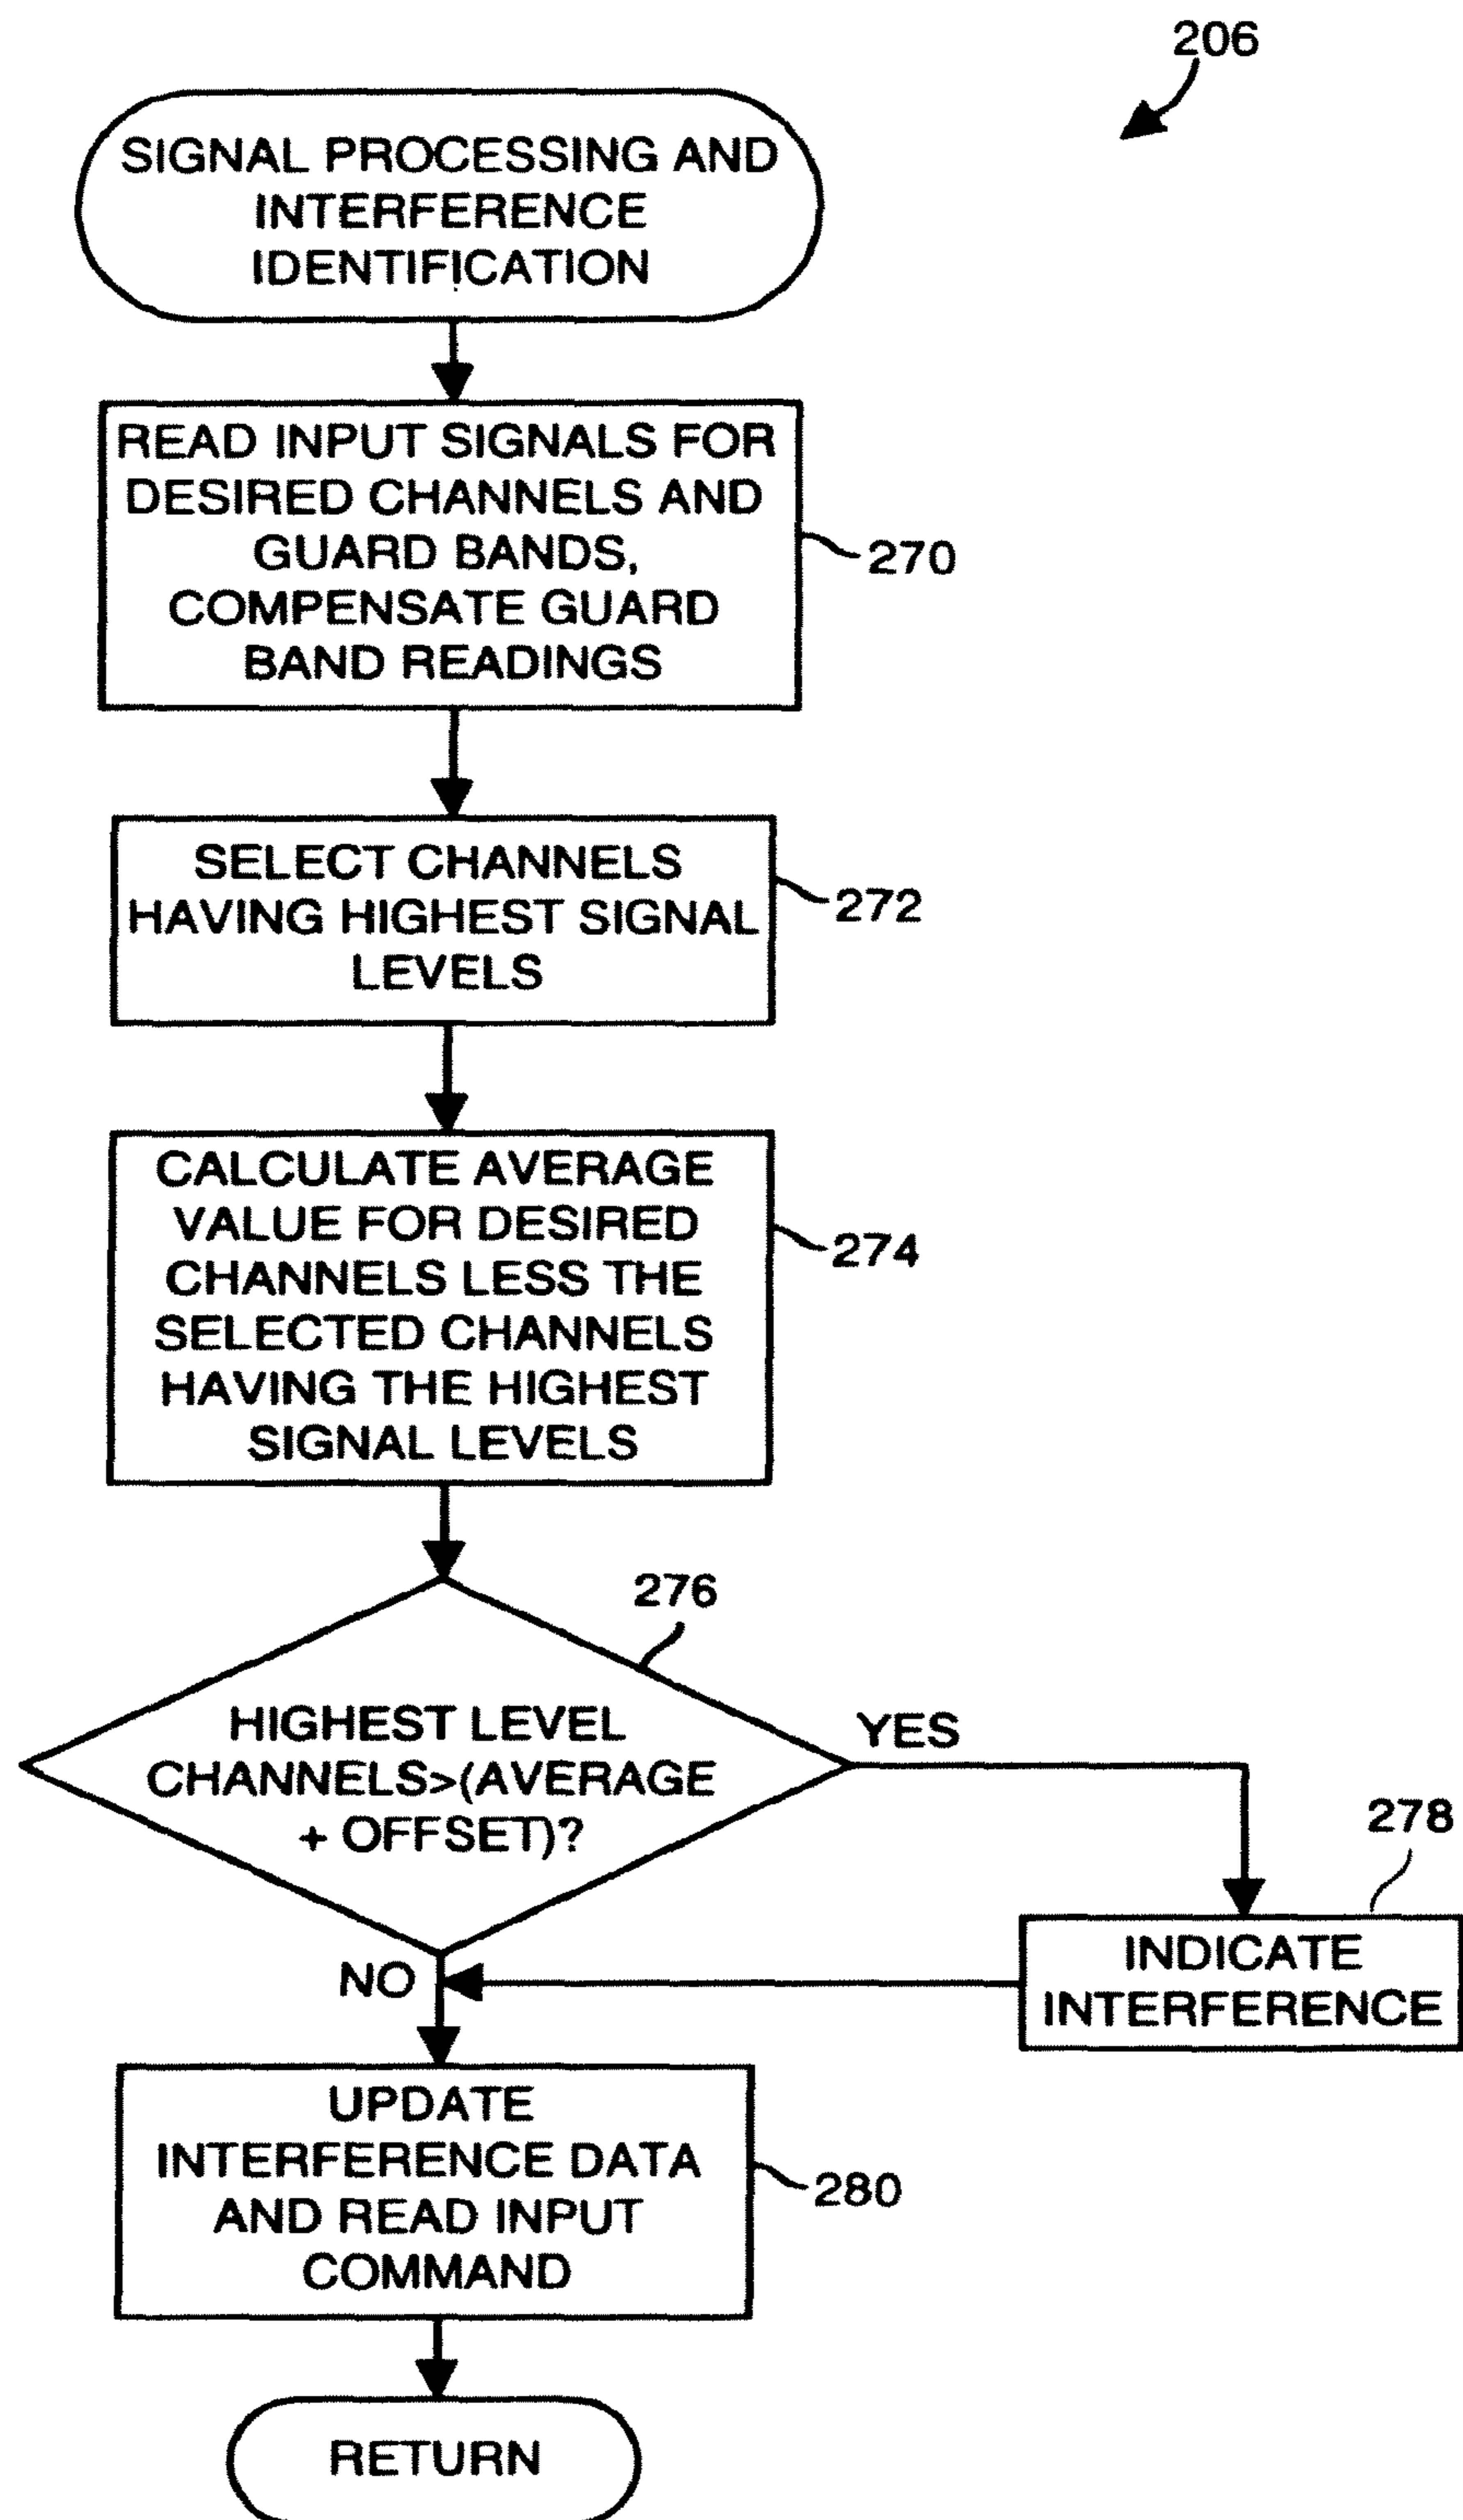 206
SIGNAL PROCESSING AND
INTERFERENCE
IDENTIFICATION
READ INPUT SIGNALS FOR
DESIRED CHANNELS AND
GUARD BANDS,
COMPENSATE GUARD
BAND READINGS
270
SELECT CHANNELS
HAVING HIGHEST SIGNAL
LEVELS
272
CALCULATE AVERAGE
VALUE FOR DESIRED
CHANNELS LESS THE
SELECTED CHANNELS
HAVING THE HIGHEST
SIGNAL LEVELS
274
276
HIGHEST LEVEL
CHANNELS>(AVERAGE
+ OFFSET)?
YES
278
INDICATE
INTERFERENCE
NO
UPDATE
INTERFERENCE DATA
AND READ INPUT
COMMAND
280
RETURN